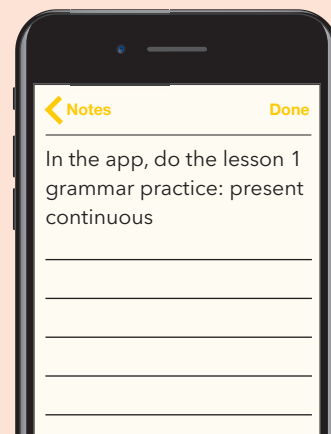 Notes
Done
In the app, do the lesson 1
grammar practice: present
continuous